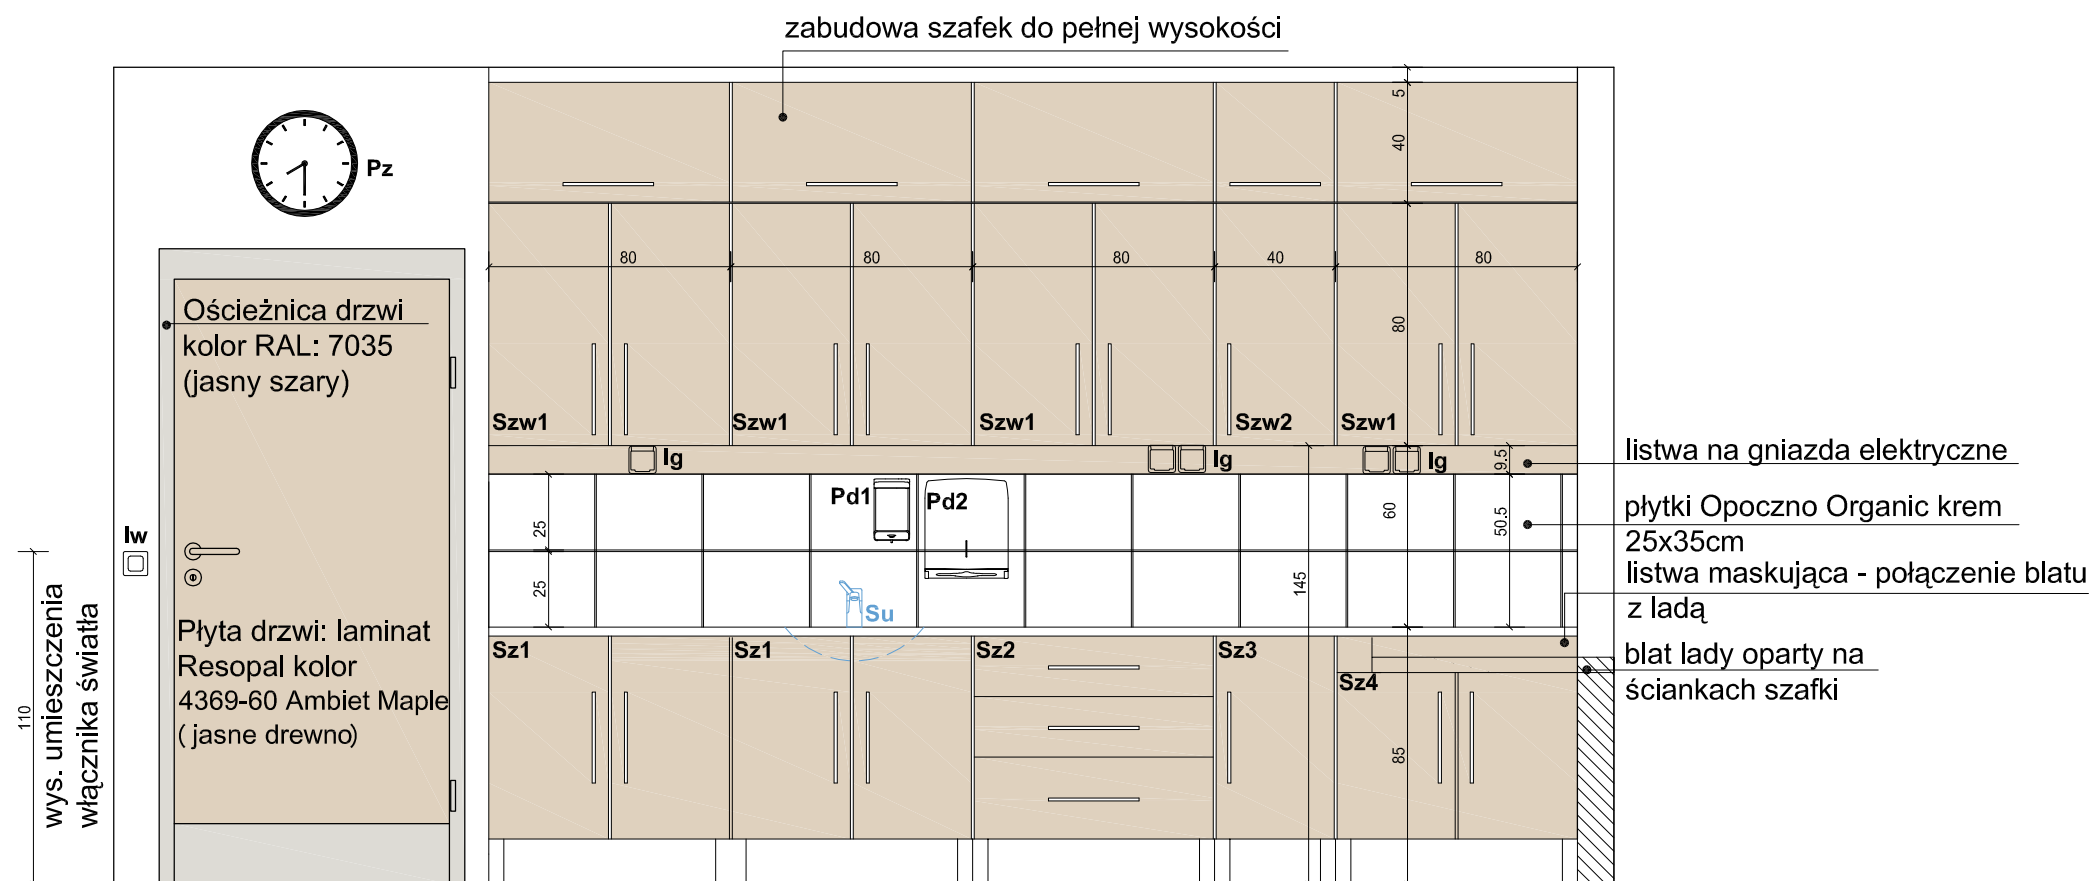 zabudowa szafek do pełnej wysokości
Pz
5
40
80
80
80
40
80
80
Ościeżnica drzwi
kolor RAL: 7035
(jasny szary)
Szw1
Szw1
Szw1
Szw2
Szw1
Ig
Ig
Ig
9.5
listwa na gniazda elektryczne
Pd1
Pd2
25
60
50.5
płytki Opoczno Organic krem
25x35cm
Iw
25
145
Su
listwa maskująca - połączenie blatu
z ladą
110
wys. umieszczenia
włącznika światła
Płyta drzwi: laminat
Resopal kolor
4369-60 Ambiet Maple
( jasne drewno)
Sz1
Sz1
Sz2
Sz3
Sz4
85
blat lady oparty na
ściankach szafki